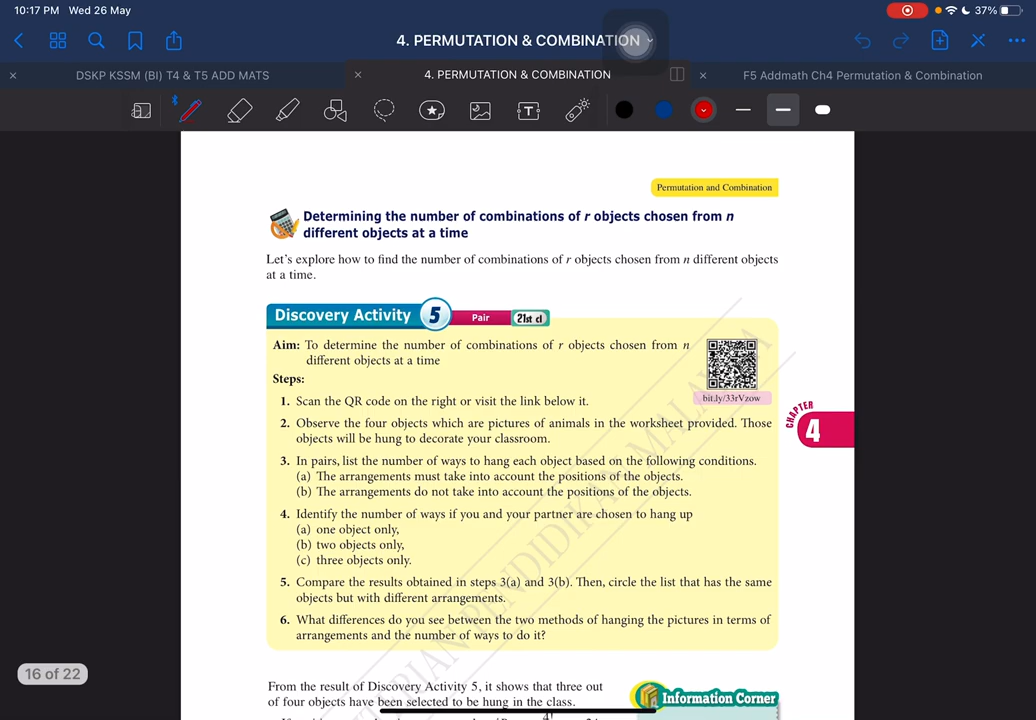 10:17 PM Wed 26 May
37%
4. PERMUTATION & COMBINATION
DSKP KSSM (BI) T4 & T5 ADD MATS
4. PERMUTATION & COMBINATION
F5 Addmath Ch4 Permutation & Combination
Permutation and Combination
Determining the number of combinations of r objects chosen from n
different objects at a time
Let's explore how to find the number of combinations of r objects chosen from n different objects
at a time.
Discovery Activity 5 Pair 21st cl
Aim: To determine the number of combinations of r objects chosen from n
different objects at a time
Steps:
1. Scan the QR code on the right or visit the link below it.
bit.ly/33rVzow
2. Observe the four objects which are pictures of animals in the worksheet provided. Those
objects will be hung to decorate your classroom.
CHAPTER
4
3. In pairs, list the number of ways to hang each object based on the following conditions.
(a) The arrangements must take into account the positions of the objects.
(b) The arrangements do not take into account the positions of the objects.
4. Identify the number of ways if you and your partner are chosen to hang up
(a) one object only,
(b) two objects only,
(c) three objects only.
5. Compare the results obtained in steps 3(a) and 3(b). Then, circle the list that has the same
objects but with different arrangements.
6. What differences do you see between the two methods of hanging the pictures in terms of
arrangements and the number of ways to do it?
16 of 22
From the result of Discovery Activity 5, it shows that three out
of four objects have been selected to be hung in the class.
Information Corner